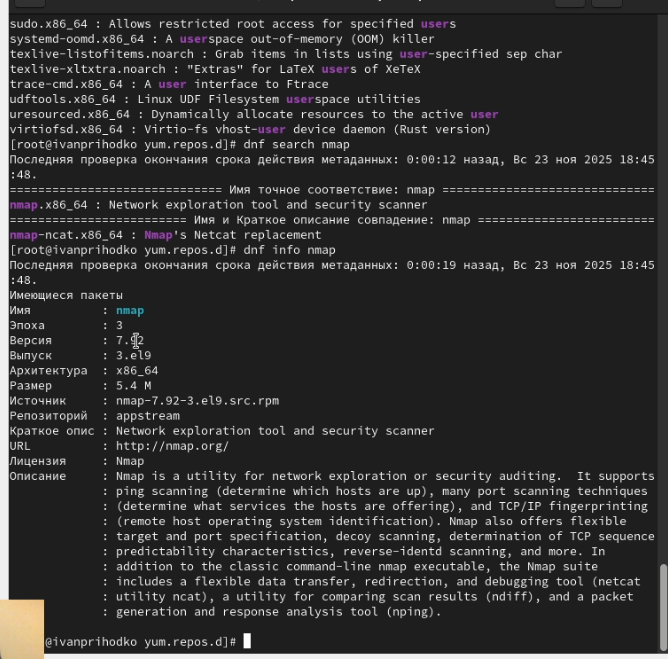 sudo.x86_64 : Allows restricted root access for specified users
systemd-oomd.x86_64 : A userspace out-of-memory (OOM) killer
texlive-listofitems.noarch : Grab items in lists using user-specified sep char
texlive-xltxtra.noarch : "Extras" for LaTeX users of XeTeX
trace-cmd.x86_64 : A user interface to Ftrace
udftools.x86_64 : Linux UDF Filesystem userspace utilities
uresourced.x86_64 : Dynamically allocate resources to the active user
virtiofsd.x86_64 : Virtio-fs vhost-user device daemon (Rust version)
[root@ivanprihodko yum.repos.d]# dnf search nmap
Последняя проверка окончания срока действия метаданных: 0:00:12 назад, Вс 23 ноя 2025 18:45
:48.
============================== Имя точное соответствие: nmap ==============================
nmap.x86_64 : Network exploration tool and security scanner
========================= Имя и Краткое описание совпадение: nmap =========================
nmap-ncat.x86_64 : Nmap's Netcat replacement
[root@ivanprihodko yum.repos.d]# dnf info nmap
Последняя проверка окончания срока действия метаданных: 0:00:19 назад, Вс 23 ноя 2025 18:45
:48.
Имеющиеся пакеты
Имя          : nmap
Эпоха        : 3
Версия       : 7.92
Выпуск       : 3.el9
Архитектура  : x86_64
Размер       : 5.4 M
Источник     : nmap-7.92-3.el9.src.rpm
Репозиторий  : appstream
Краткое опис : Network exploration tool and security scanner
URL          : http://nmap.org/
Лицензия     : Nmap
Описание     : Nmap is a utility for network exploration or security auditing.  It supports
             : ping scanning (determine which hosts are up), many port scanning techniques
             : (determine what services the hosts are offering), and TCP/IP fingerprinting
             : (remote host operating system identification). Nmap also offers flexible
             : target and port specification, decoy scanning, determination of TCP sequence
             : predictability characteristics, reverse-identd scanning, and more. In
             : addition to the classic command-line nmap executable, the Nmap suite
             : includes a flexible data transfer, redirection, and debugging tool (netcat
             : utility ncat), a utility for comparing scan results (ndiff), and a packet
             : generation and response analysis tool (nping).
@ivanprihodko yum.repos.d]#